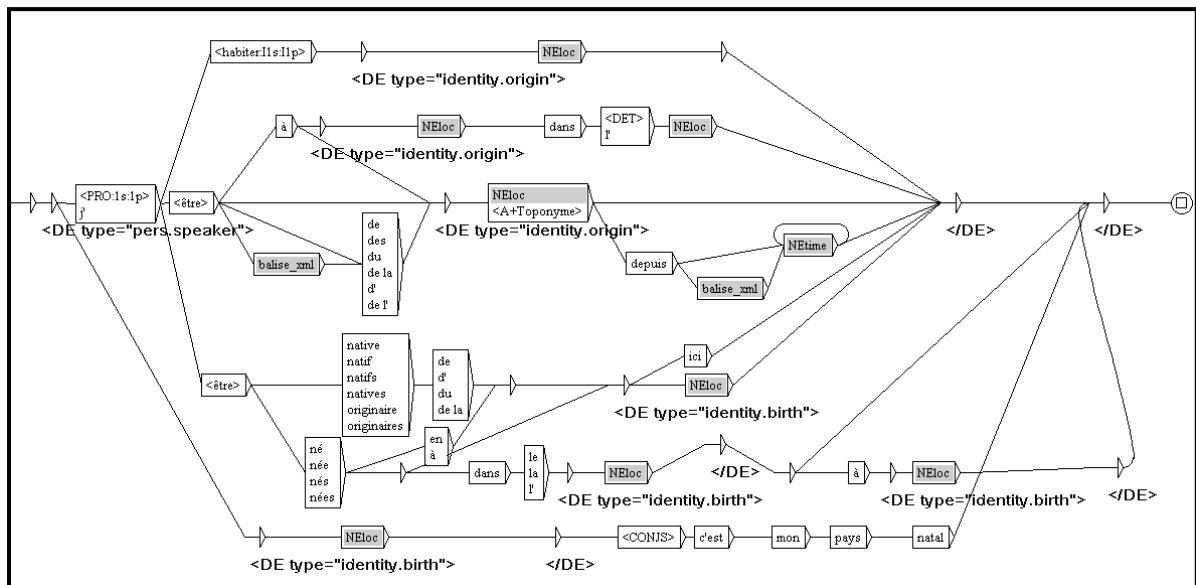 <habiter:I1s:I1p>
NEloc
<DE type="identity.origin">
à
NEloc
dans
<DET>
l'
NEloc
<DE type="identity.origin">
<PRO:1s:1p>
j'
<DE type="pers.speaker">
<être>
balise_xml
de
des
du
de la
d'
de l'
NEloc
<A+Toponyme>
<DE type="identity.origin">
depuis
balise_xml
NEtime
</DE>
</DE>
<être>
native
natif
natifs
natives
originaire
originaires
de
d'
du
de la
ici
NEloc
<DE type="identity.birth">
né
née
nés
nées
en
à
dans
le
la
l'
NEloc
<DE type="identity.birth">
</DE>
à
NEloc
<DE type="identity.birth">
</DE>
NEloc
<DE type="identity.birth">
</DE>
<CONJS>
c'est
mon
pays
natal